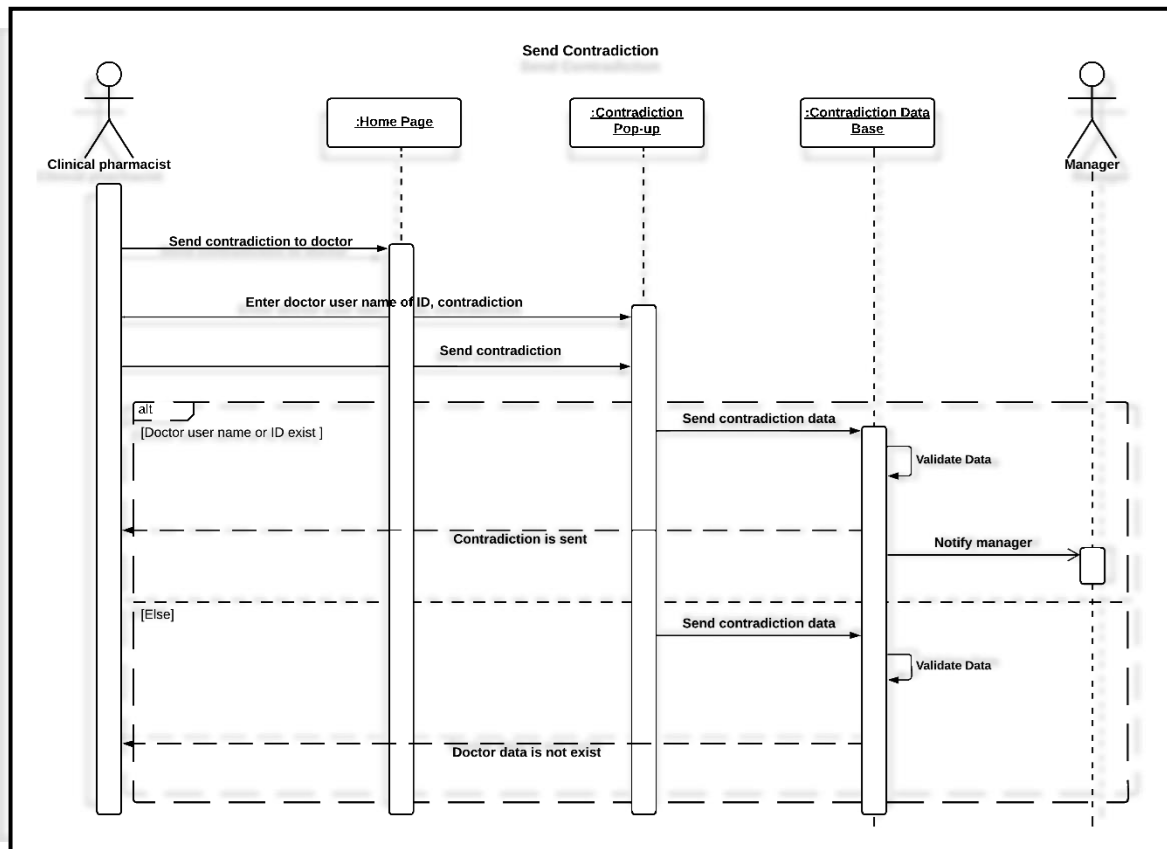 Send Contradiction
:Home Page
:Contradiction
Pop-up
:Contradiction Data
Base
Clinical pharmacist
Manager
Send contradiction to doctor
Enter doctor user name of ID, contradiction
Send contradiction
alt
[Doctor user name or ID exist ]
Send contradiction data
Validate Data
Contradiction is sent
Notify manager
[Else]
Send contradiction data
Validate Data
Doctor data is not exist